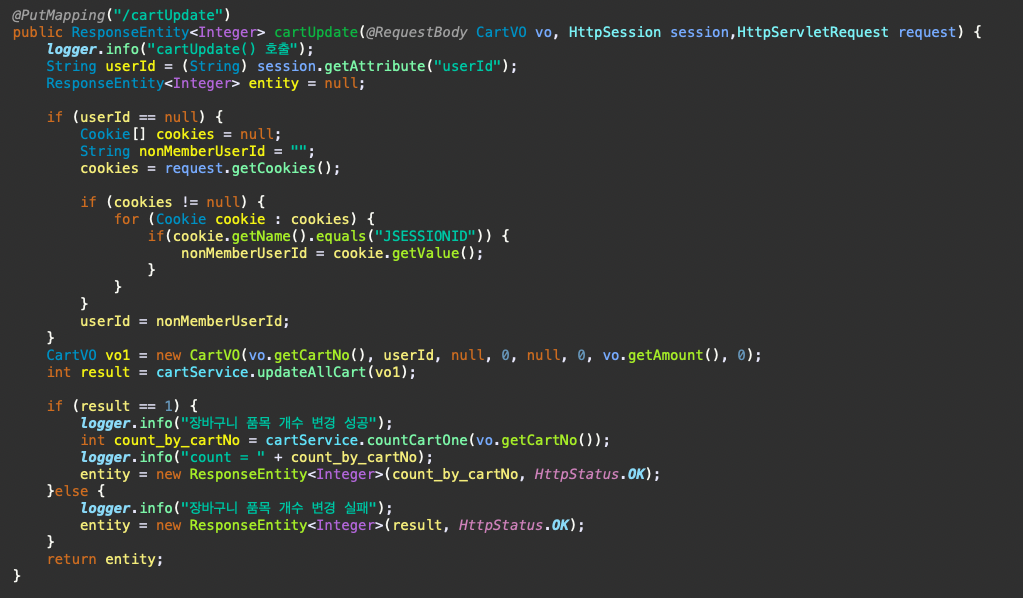 @PutMapping("/cartUpdate")
public ResponseEntity<Integer> cartUpdate(@RequestBody CartVO vo, HttpSession session,HttpServletRequest request) {
    logger.info("cartUpdate() 호출");
    String userId = (String) session.getAttribute("userId");
    ResponseEntity<Integer> entity = null;

    if (userId == null) {
        Cookie[] cookies = null;
        String nonMemberUserId = "";
        cookies = request.getCookies();

        if (cookies != null) {
            for (Cookie cookie : cookies) {
                if(cookie.getName().equals("JSESSIONID")) {
                    nonMemberUserId = cookie.getValue();
                }
            }
        }
        userId = nonMemberUserId;
    }
    CartVO vo1 = new CartVO(vo.getCartNo(), userId, null, 0, null, 0, vo.getAmount(), 0);
    int result = cartService.updateAllCart(vo1);

    if (result == 1) {
        logger.info("장바구니 품목 개수 변경 성공");
        int count_by_cartNo = cartService.countCartOne(vo.getCartNo());
        logger.info("count = " + count_by_cartNo);
        entity = new ResponseEntity<Integer>(count_by_cartNo, HttpStatus.OK);
    }else {
        logger.info("장바구니 품목 개수 변경 실패");
        entity = new ResponseEntity<Integer>(result, HttpStatus.OK);
    }
    return entity;
}